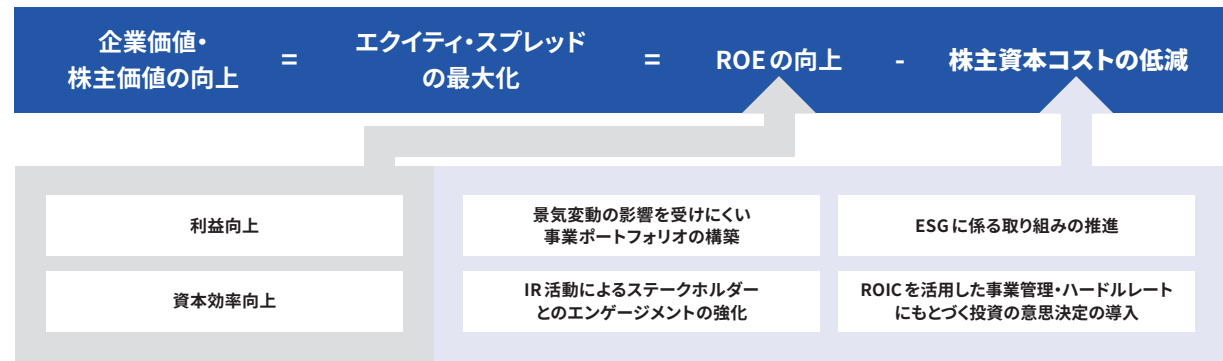 企業価値・
株主価値の向上
=
エクイティ・スプレッド
の最大化
=
ROEの向上
-
株主資本コストの低減
利益向上
資本効率向上
景気変動の影響を受けにくい
事業ポートフォリオの構築
ESGに係る取り組みの推進
IR活動によるステークホルダー
とのエンゲージメントの強化
ROICを活用した事業管理・ハードルレート
にもとづく投資の意思決定の導入